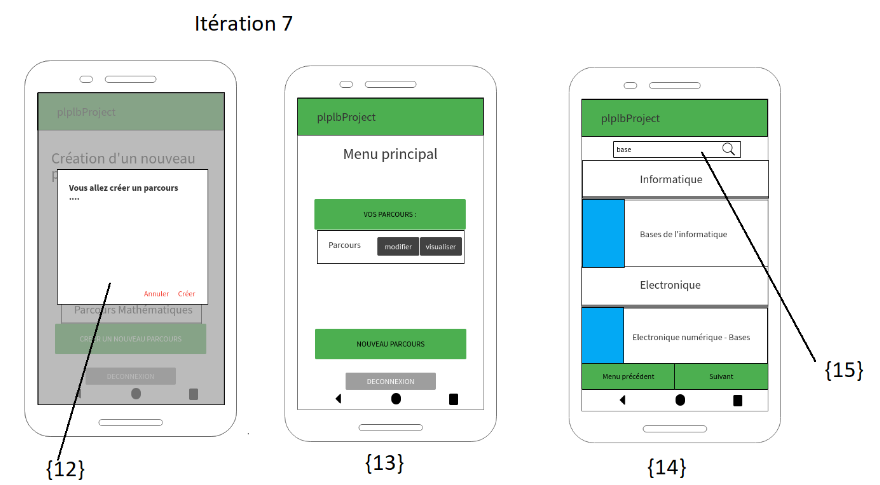 Itération 7
plplbProject
Création d'un nouveau
Vous allez créer un parcours
....
Annuler Créer
Parcours Mathématiques
CRÉER UN NOUVEAU PARCOURS
DECONNEXION
{12}
plplbProject
Menu principal
VOS PARCOURS :
Parcours modifier visualiser
NOUVEAU PARCOURS
DECONNEXION
{13}
plplbProject
base
Informatique
Bases de l'informatique
Electronique
Electronique numérique - Bases
Menu précédent Suivant
{14}
{15}